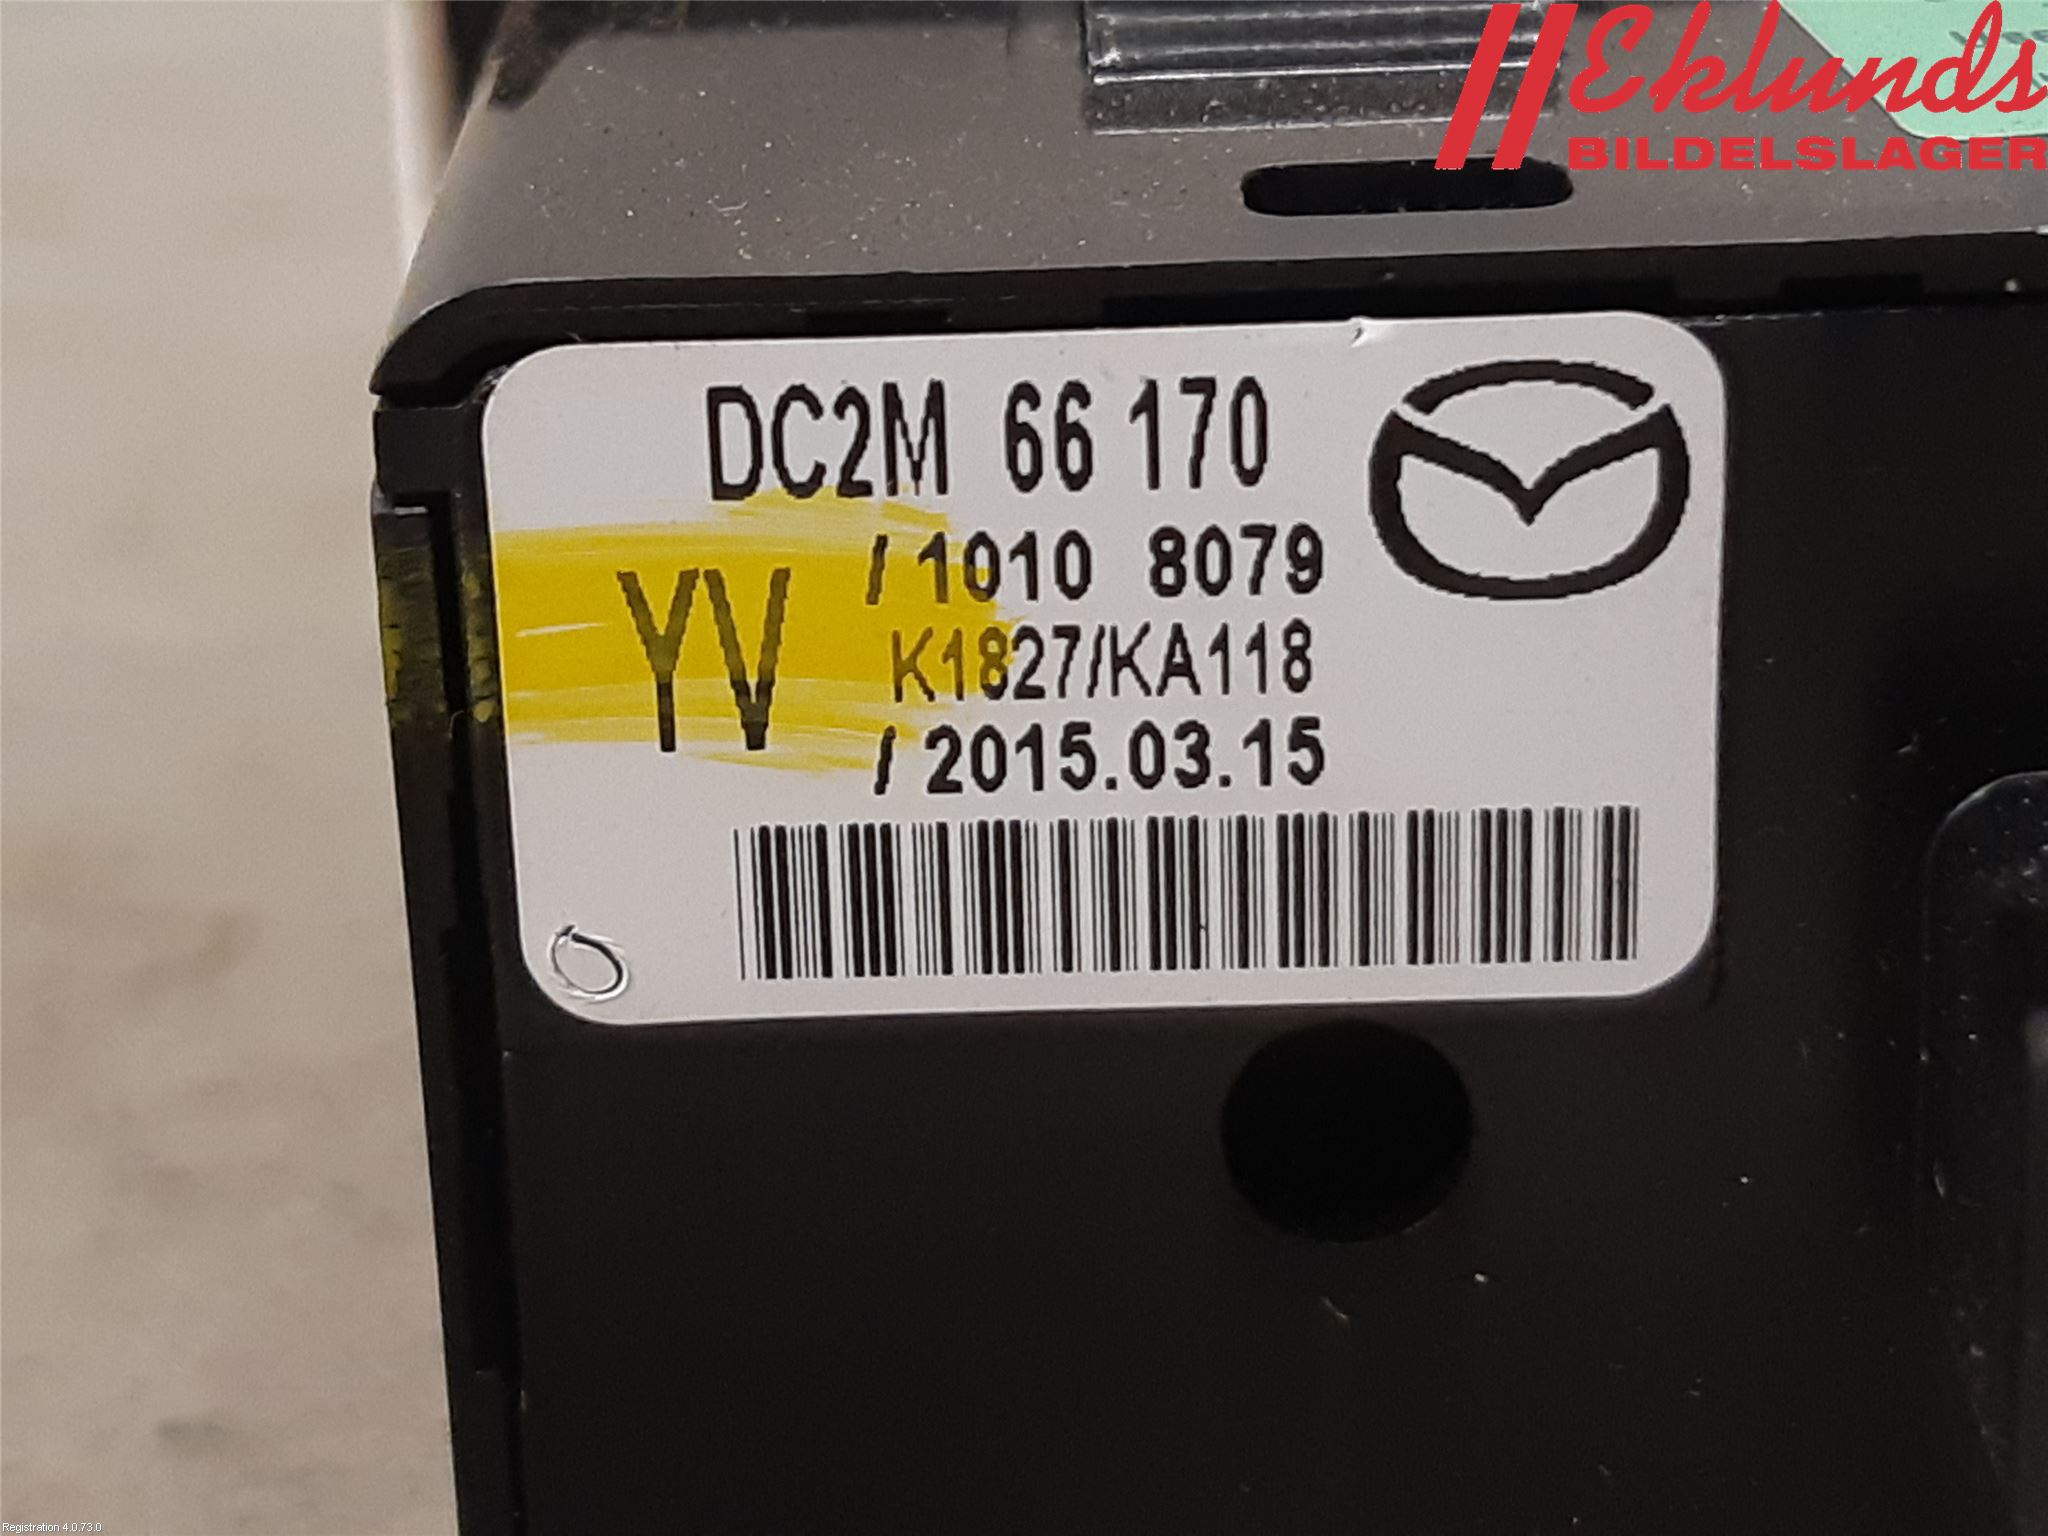 Eklunds
BILDELSLAGER
DC2M 66 170
/ 1010 8079
YV
K1827/KA118
/ 2015.03.15
Registration 4.0.73.0